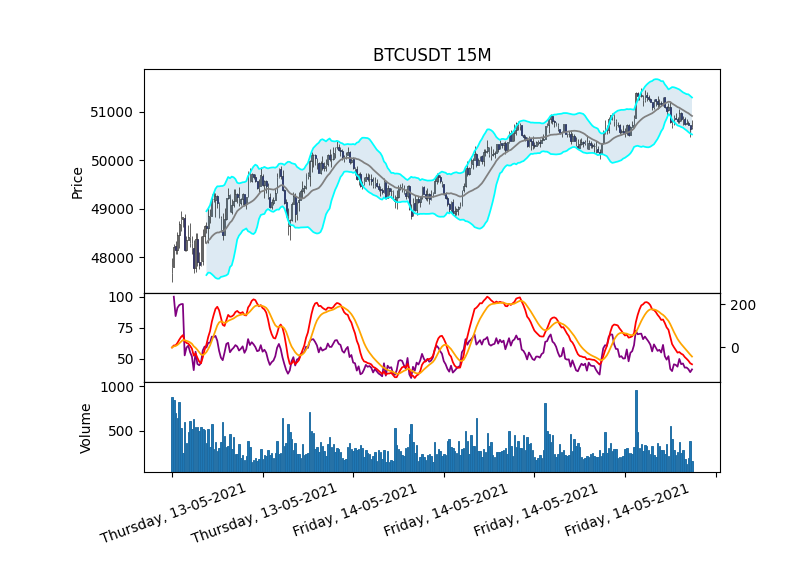 BTCUSDT 15M
Price
51000
50000
49000
48000
100
75
50
200
0
Volume
1000
500
Thursday, 13-05-2021
Thursday, 13-05-2021
Friday, 14-05-2021
Friday, 14-05-2021
Friday, 14-05-2021
Friday, 14-05-2021